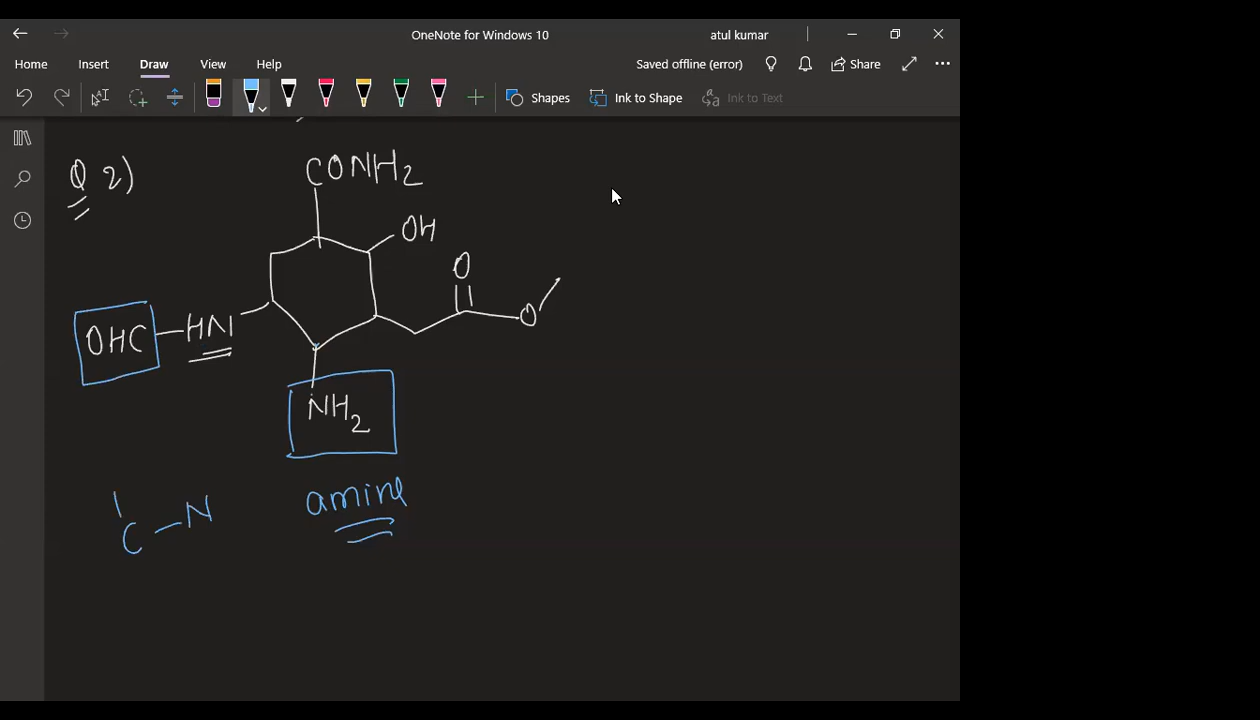 OneNote for Windows 10
atul kumar
Home Insert Draw View Help
Saved offline (error)
Share
Shapes
Ink to Shape
Ink to Text
Q 2)
CONH2
OH
O
OHC
HN
O
NH2
amine
C-N